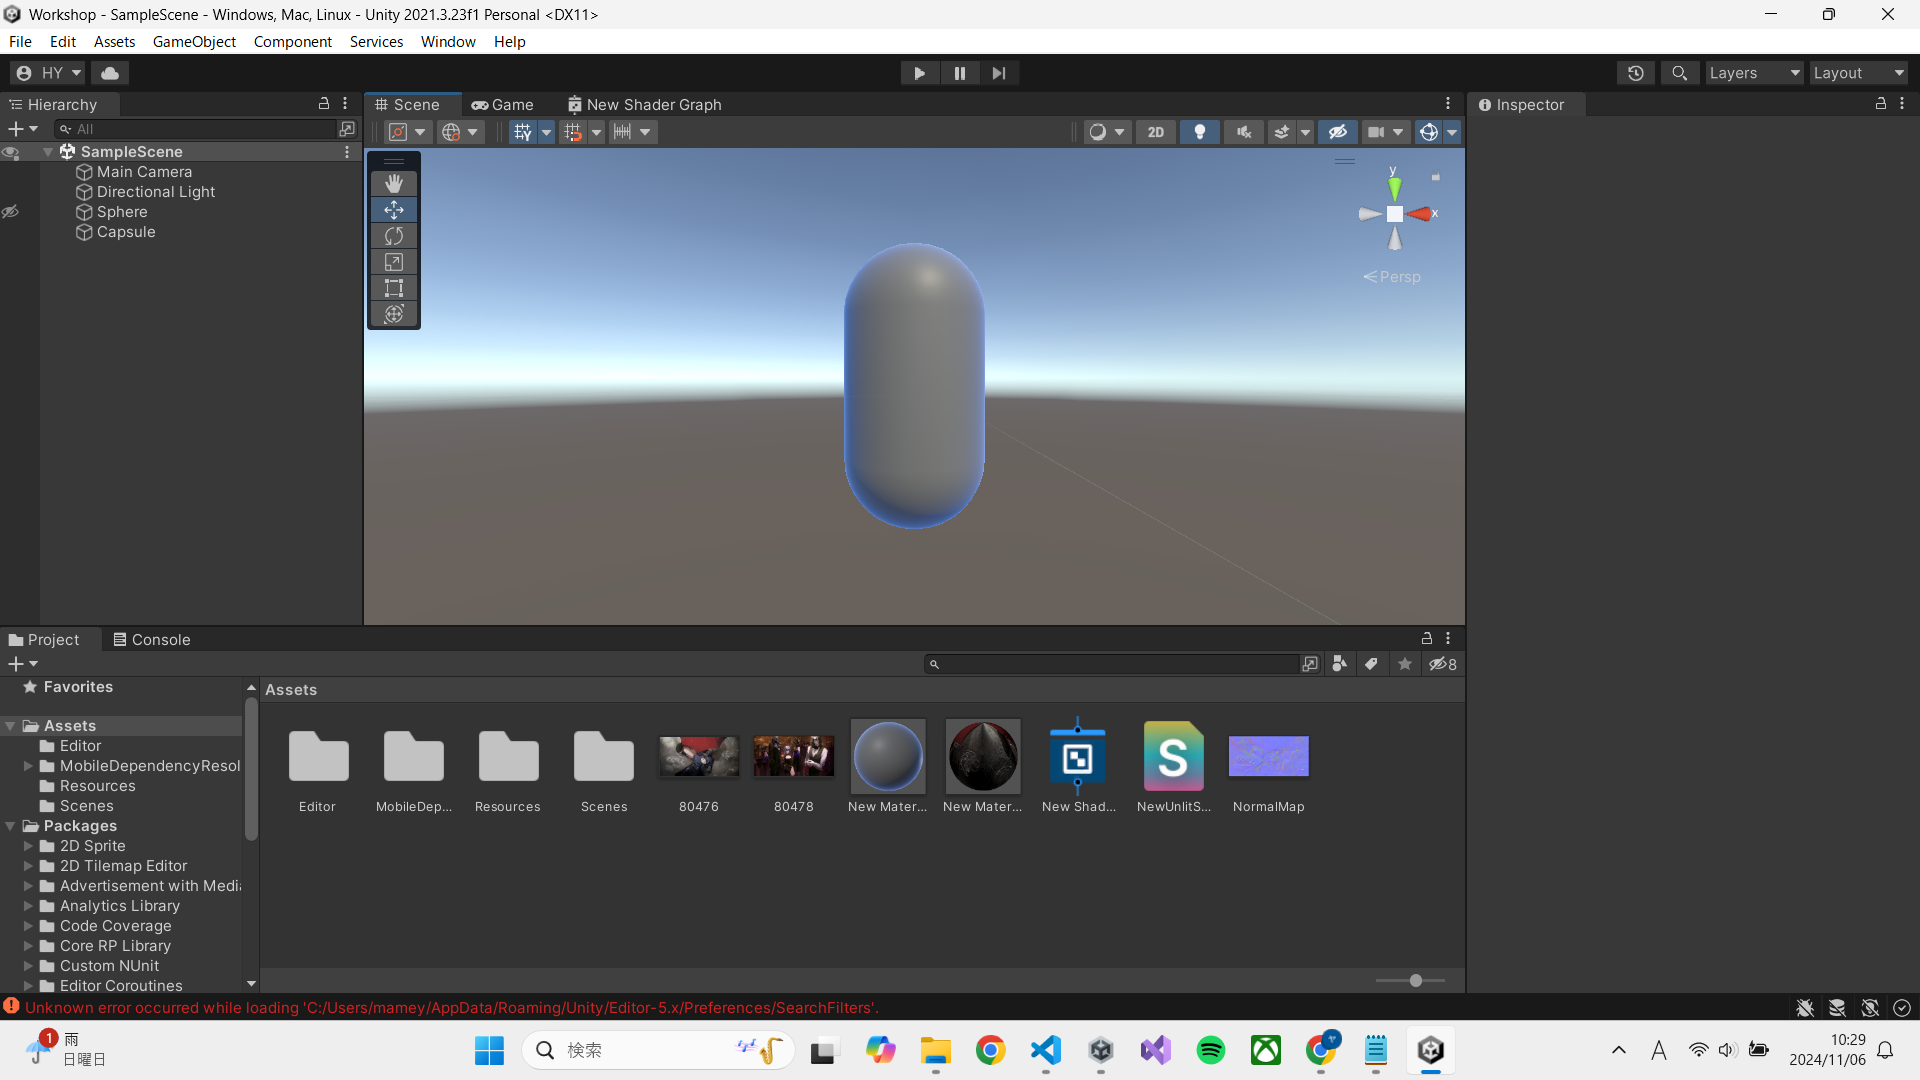 Workshop - SampleScene - Windows, Mac, Linux - Unity 2021.3.23f1 Personal <DX11>
File Edit Assets GameObject Component Services Window Help
HY Layers Layout
Hierarchy
All
SampleScene
Main Camera
Directional Light
Sphere
Capsule
Scene Game New Shader Graph
2D
y
x
Persp
Inspector
Project Console
8
Favorites
Assets
Editor
MobileDependencyResol
Resources
Scenes
Packages
2D Sprite
2D Tilemap Editor
Advertisement with Media
Analytics Library
Code Coverage
Core RP Library
Custom NUnit
Editor Coroutines
Assets
Editor MobileDep... Resources Scenes 80476 80478 New Mater... New Mater... New Shad... NewUnlitS... NormalMap
S
Unknown error occurred while loading 'C:/Users/mamey/AppData/Roaming/Unity/Editor-5.x/Preferences/SearchFilters'.
1
雨
日曜日
検索
A
10:29
2024/11/06